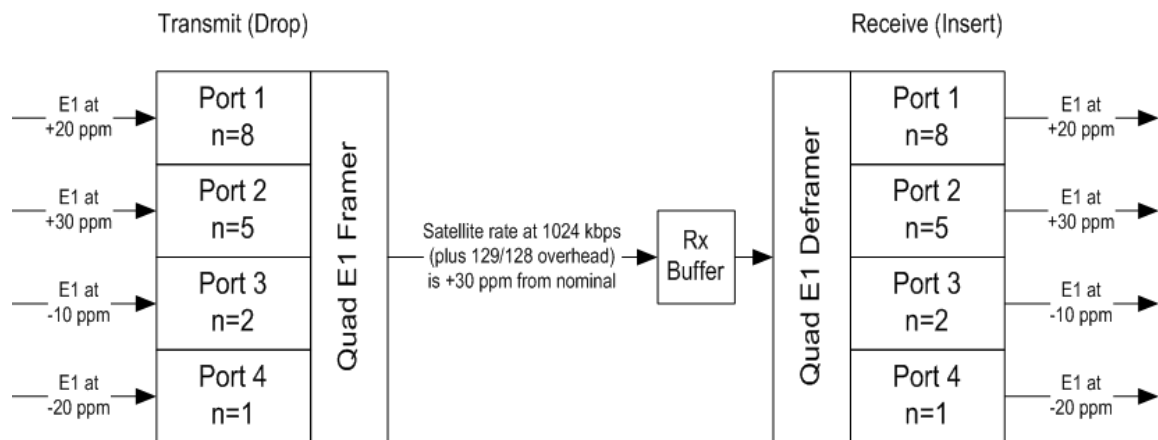 Transmit (Drop)
Receive (Insert)
E1 at
+20 ppm
Port 1
n=8
E1 at
+30 ppm
Port 2
n=5
E1 at
-10 ppm
Port 3
n=2
E1 at
-20 ppm
Port 4
n=1
Quad E1 Framer
Satellite rate at 1024 kbps
(plus 129/128 overhead)
is +30 ppm from nominal
Rx
Buffer
Quad E1 Deframer
Port 1
n=8
E1 at
+20 ppm
Port 2
n=5
E1 at
+30 ppm
Port 3
n=2
E1 at
-10 ppm
Port 4
n=1
E1 at
-20 ppm